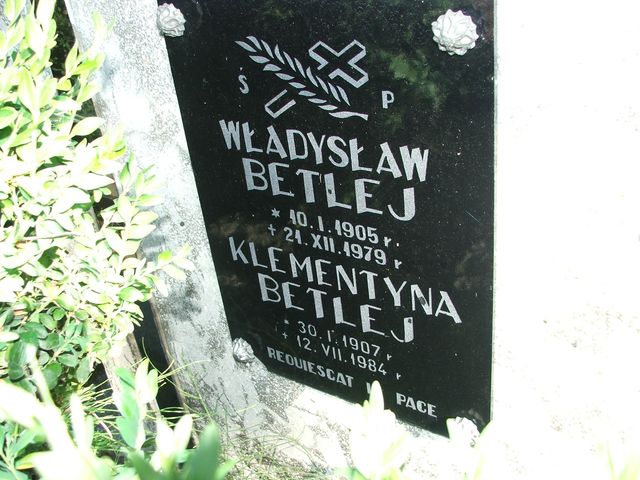 Ś P
WŁADYSŁAW
BETLEJ
* 10.I.1905 r.
+ 21.XII.1979 r
KLEMENTYNA
BETLEJ
* 30.I.1907 r
+ 12.VII.1984 r
REQUIESCAT PACE